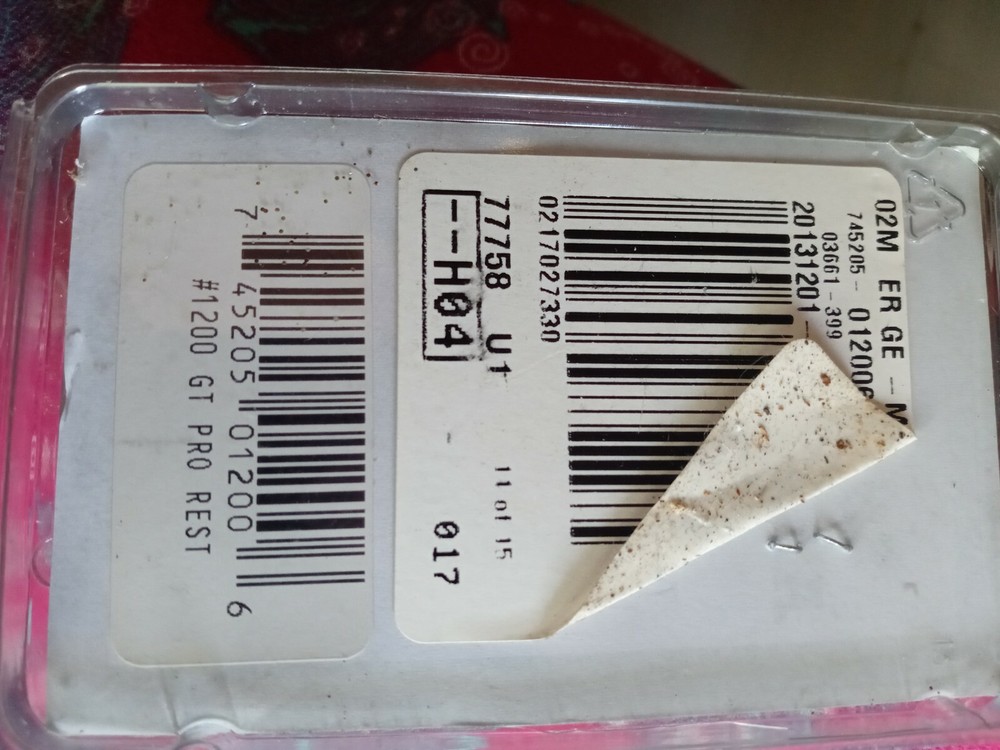 02M ER GE -- M
745205 - 012006
03661 - 399
20131201 -
0217027330
77758 U1
11 of 15
--H04
- 017
7 45205 01200 6
#1200 GT PRO REST